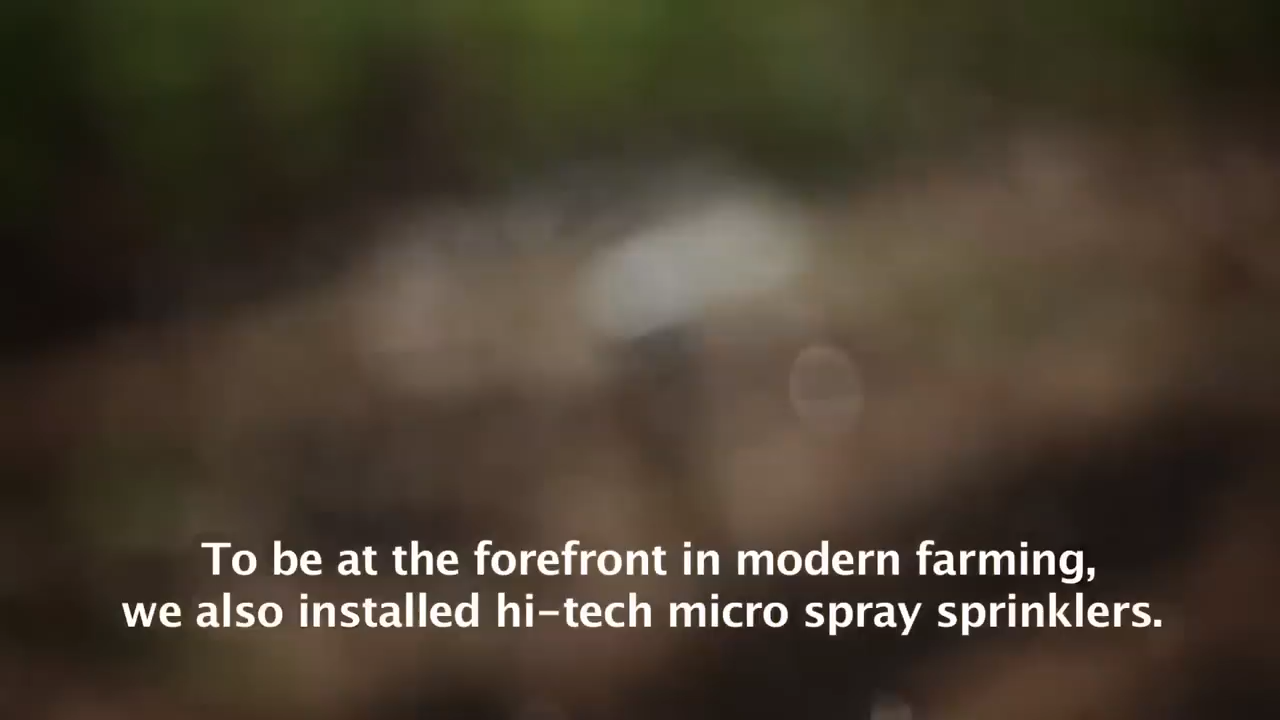 To be at the forefront in modern farming,
we also installed hi-tech micro spray sprinklers.